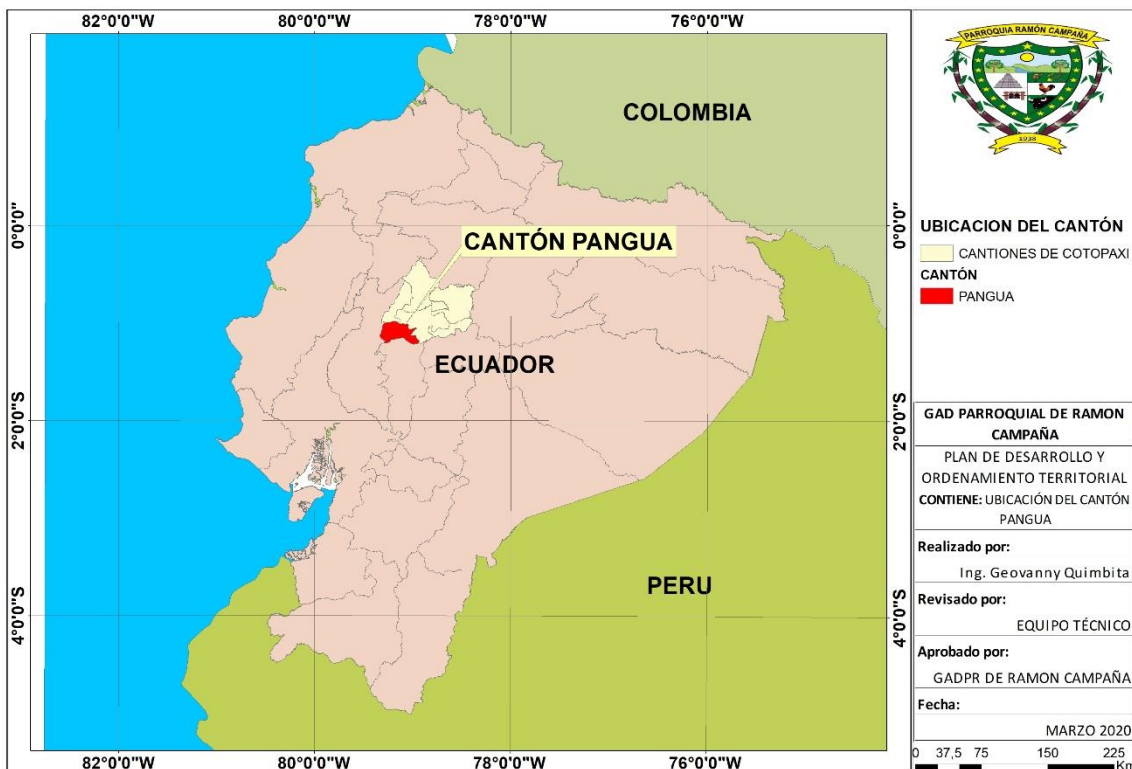 82°0'0"W 80°0'0"W 78°0'0"W 76°0'0"W
0°0'0"
2°0'0"S
4°0'0"S
COLOMBIA
CANTÓN PANGUA
ECUADOR
PERU
0°0'0"
2°0'0"S
4°0'0"S
82°0'0"W 80°0'0"W 78°0'0"W 76°0'0"W
PARROQUIA RAMÓN CAMPAÑA
1938
UBICACION DEL CANTÓN
CANTIONES DE COTOPAXI
CANTÓN
PANGUA
GAD PARROQUIAL DE RAMON
CAMPAÑA
PLAN DE DESARROLLO Y
ORDENAMIENTO TERRITORIAL
CONTIENE: UBICACIÓN DEL CANTÓN
PANGUA
Realizado por:
Ing. Geovanny Quimbita
Revisado por:
EQUIPO TÉCNICO
Aprobado por:
GADPR DE RAMON CAMPAÑA
Fecha:
MARZO 2020
0 37,5 75 150 225
Km